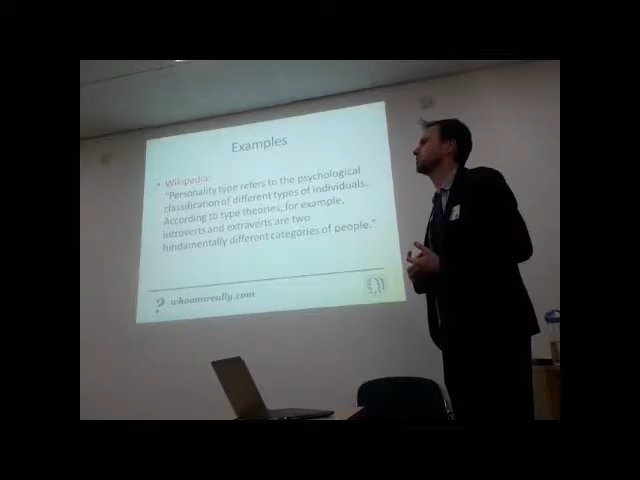 Examples
• Wikipedia:
"Personality type refers to the psychological
classification of different types of individuals.
According to type theories, for example,
introverts and extraverts are two
fundamentally different categories of people."
? whoamireally.com